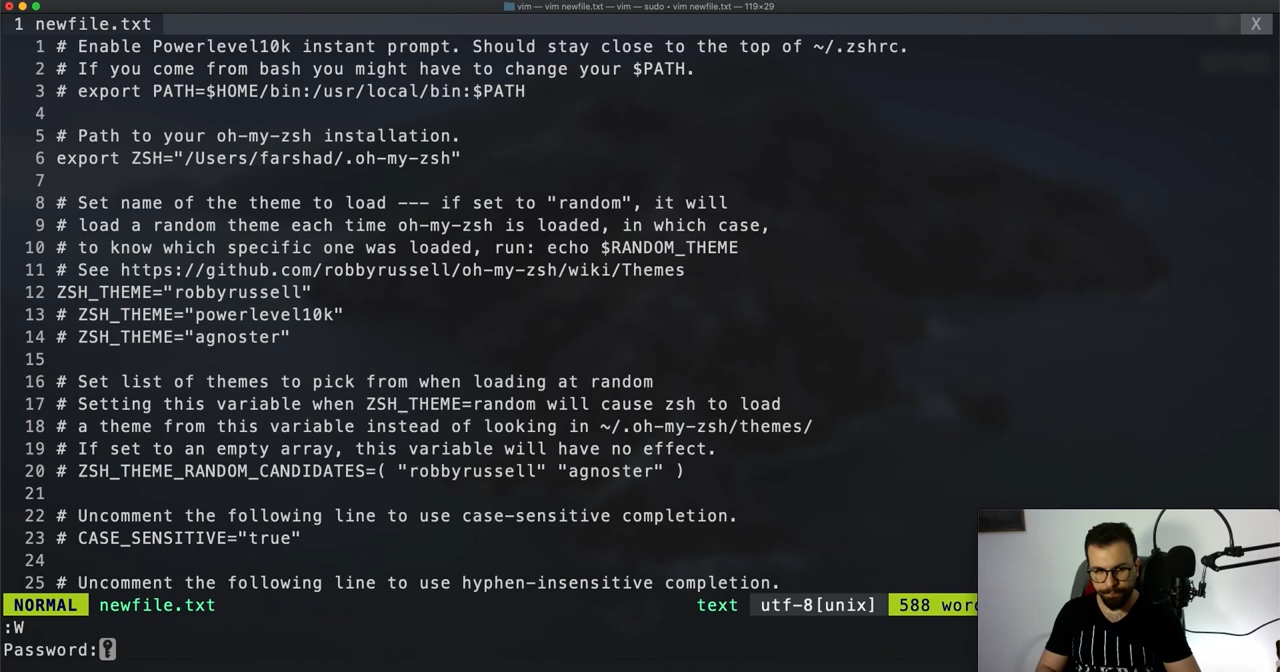 vim — vim newfile.txt — vim — sudo • vim newfile.txt — 119×29
1 newfile.txt X
1 # Enable Powerlevel10k instant prompt. Should stay close to the top of ~/.zshrc.
2 # If you come from bash you might have to change your $PATH.
3 # export PATH=$HOME/bin:/usr/local/bin:$PATH
4
5 # Path to your oh-my-zsh installation.
6 export ZSH="/Users/farshad/.oh-my-zsh"
7
8 # Set name of the theme to load --- if set to "random", it will
9 # load a random theme each time oh-my-zsh is loaded, in which case,
10 # to know which specific one was loaded, run: echo $RANDOM_THEME
11 # See https://github.com/robbyrussell/oh-my-zsh/wiki/Themes
12 ZSH_THEME="robbyrussell"
13 # ZSH_THEME="powerlevel10k"
14 # ZSH_THEME="agnoster"
15
16 # Set list of themes to pick from when loading at random
17 # Setting this variable when ZSH_THEME=random will cause zsh to load
18 # a theme from this variable instead of looking in ~/.oh-my-zsh/themes/
19 # If set to an empty array, this variable will have no effect.
20 # ZSH_THEME_RANDOM_CANDIDATES=( "robbyrussell" "agnoster" )
21
22 # Uncomment the following line to use case-sensitive completion.
23 # CASE_SENSITIVE="true"
24
25 # Uncomment the following line to use hyphen-insensitive completion.
NORMAL newfile.txt text utf-8[unix] 588 wor
:W
Password: